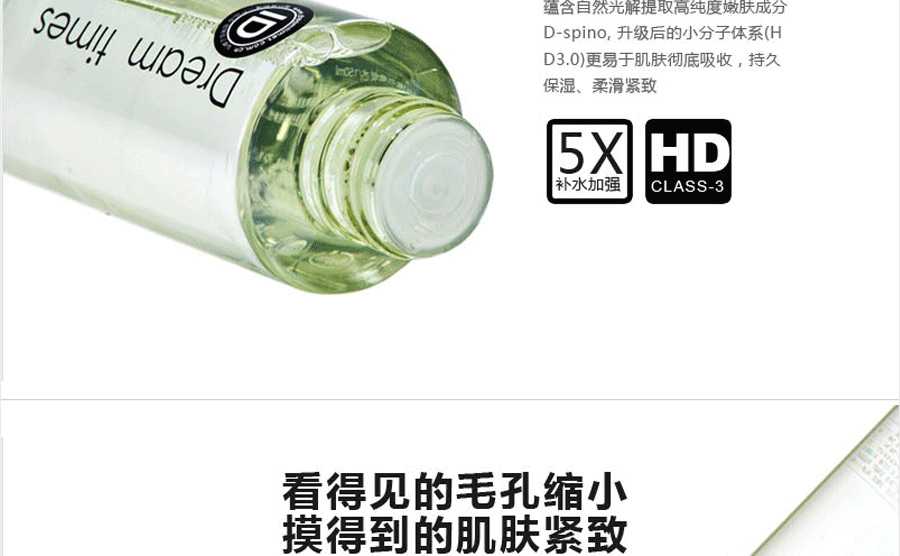 蕴含自然光解提取高纯度嫩肤成分
D-spino, 升级后的小分子体系(H
D3.0)更易于肌肤彻底吸收，持久
保湿、柔滑紧致
Dream times
5X
补水加强
HD
CLASS-3
看得见的毛孔缩小
摸得到的肌肤紧致